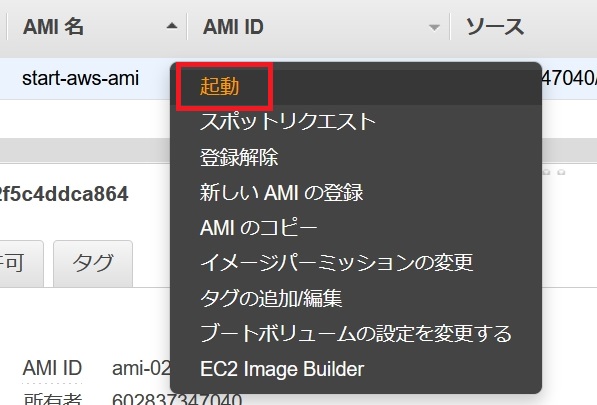 AMI 名 AMI ID ソース
start-aws-ami 47040/
起動
スポットリクエスト
登録解除
新しい AMI の登録
AMI のコピー
イメージパーミッションの変更
タグの追加/編集
ブートボリュームの設定を変更する
EC2 Image Builder
2f5c4ddca864
可 タグ
AMI ID ami-02
所有者 602837347040